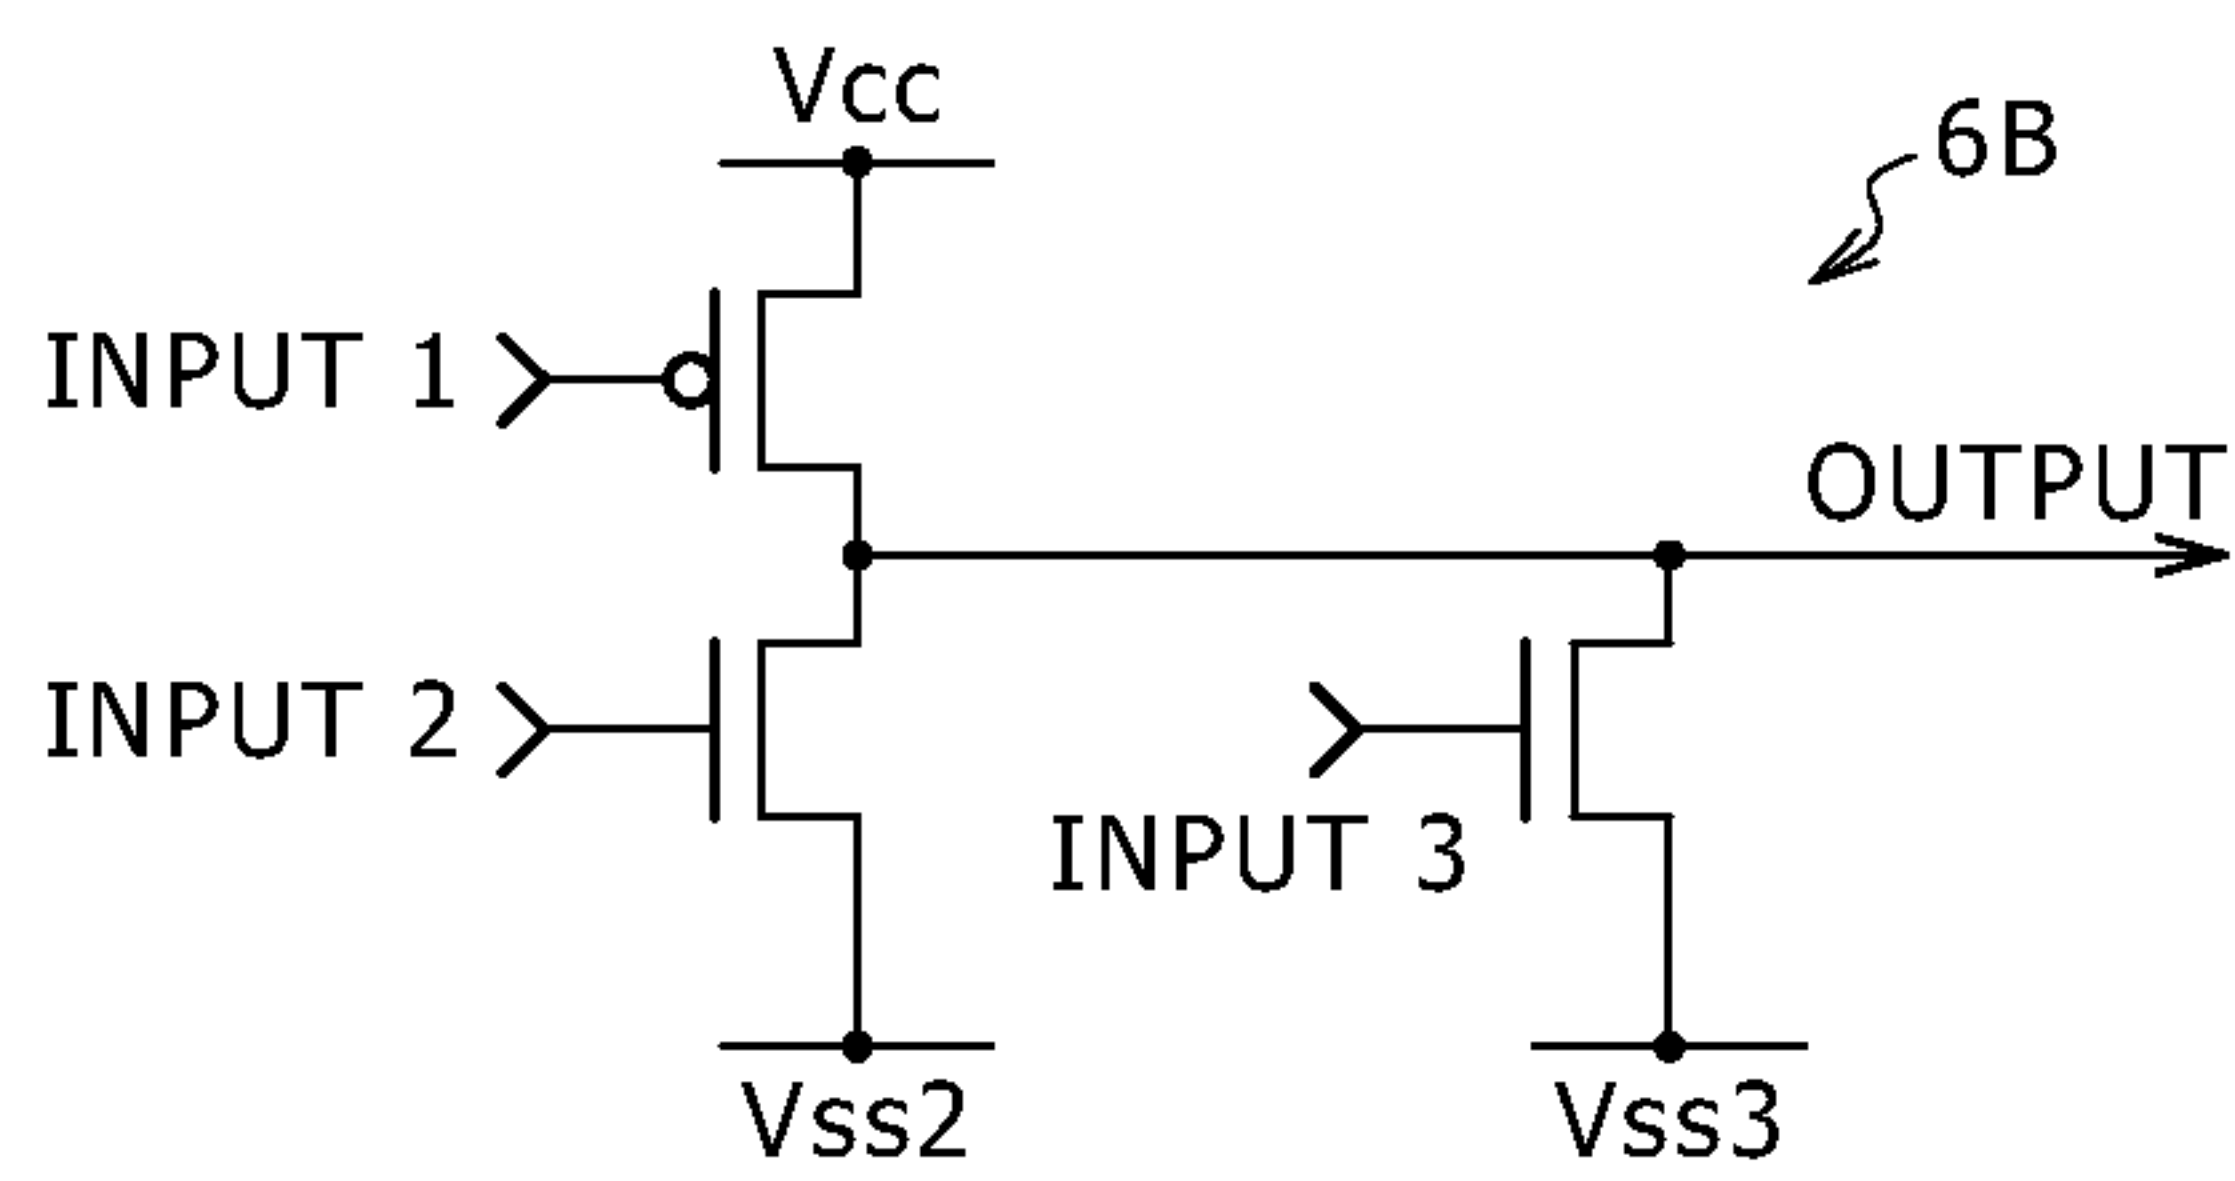 Vcc
6B
INPUT 1
OUTPUT
INPUT 2
INPUT 3
Vss2
Vss3